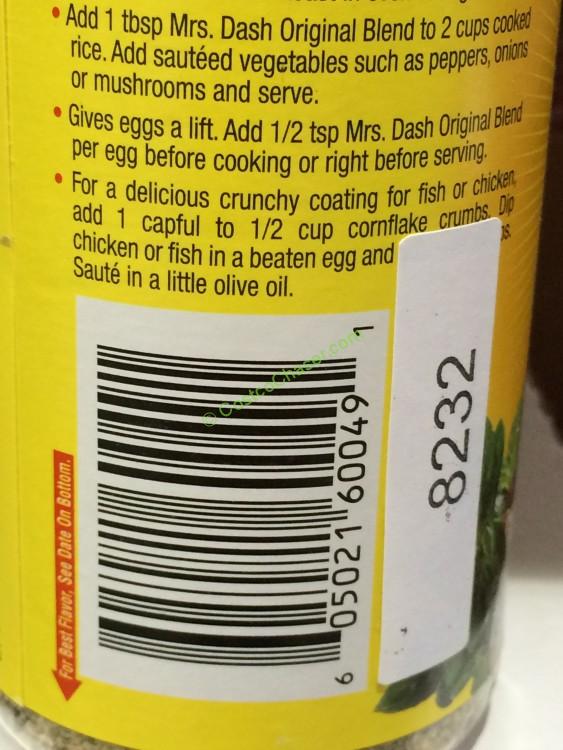 • Add 1 tbsp Mrs. Dash Original Blend to 2 cups cooked
rice. Add sautéed vegetables such as peppers, onions
or mushrooms and serve.
• Gives eggs a lift. Add 1/2 tsp Mrs. Dash Original Blend
per egg before cooking or right before serving.
• For a delicious crunchy coating for fish or chicken,
add 1 capful to 1/2 cup cornflake crumbs. Dip
chicken or fish in a beaten egg and
Sauté in a little olive oil.
© CostcoChaser.com
6 05021 60049 1
8232
For Best Flavor, See Date On Bottom.